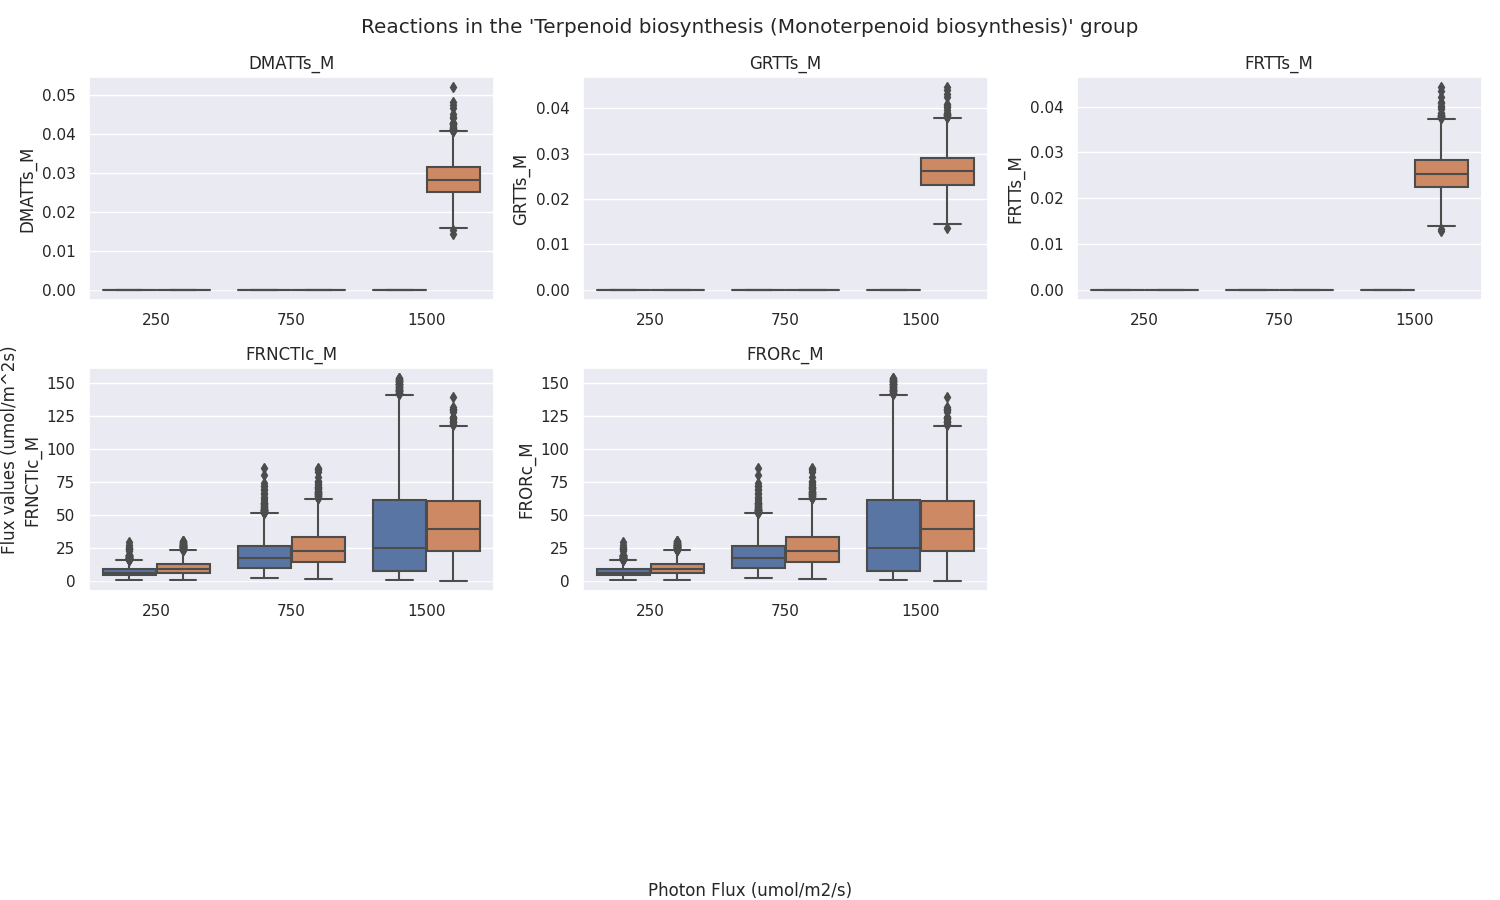 Reactions in the 'Terpenoid biosynthesis (Monoterpenoid biosynthesis)' group
DMATTs_M
DMATTs_M
0.05
0.04
0.03
0.02
0.01
0.00
250 750 1500
GRTTs_M
GRTTs_M
0.04
0.03
0.02
0.01
0.00
250 750 1500
FRTTs_M
FRTTs_M
0.04
0.03
0.02
0.01
0.00
250 750 1500
Flux values (umol/m^2s)
FRNCTIc_M
FRNCTIc_M
150
125
100
75
50
25
0
250 750 1500
FRORc_M
FRORc_M
150
125
100
75
50
25
0
250 750 1500
Photon Flux (umol/m2/s)